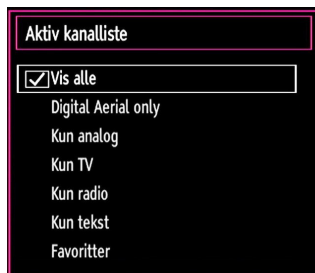 Aktiv kanalliste
Vis alle
Digital Aerial only
Kun analog
Kun TV
Kun radio
Kun tekst
Favoritter